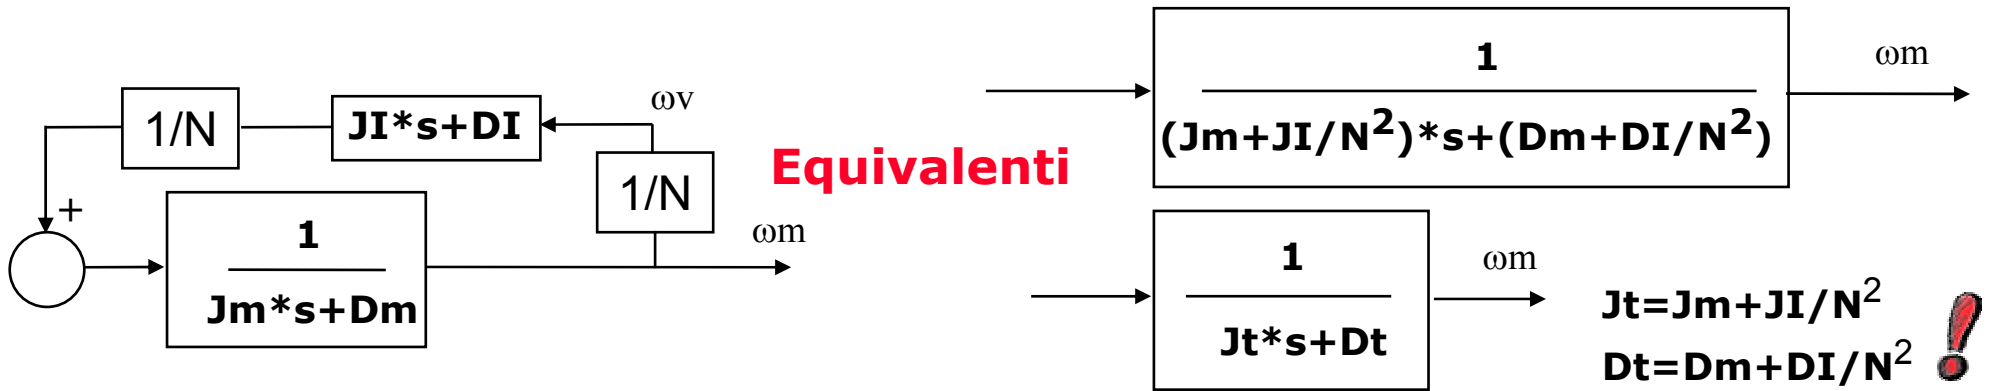 1/N
JI*s+DI
ωv
1/N
+
1
Jm*s+Dm
ωm
Equivalenti
1
(Jm+JI/N²)*s+(Dm+DI/N²)
ωm
1
Jt*s+Dt
ωm
Jt=Jm+JI/N²
Dt=Dm+DI/N²